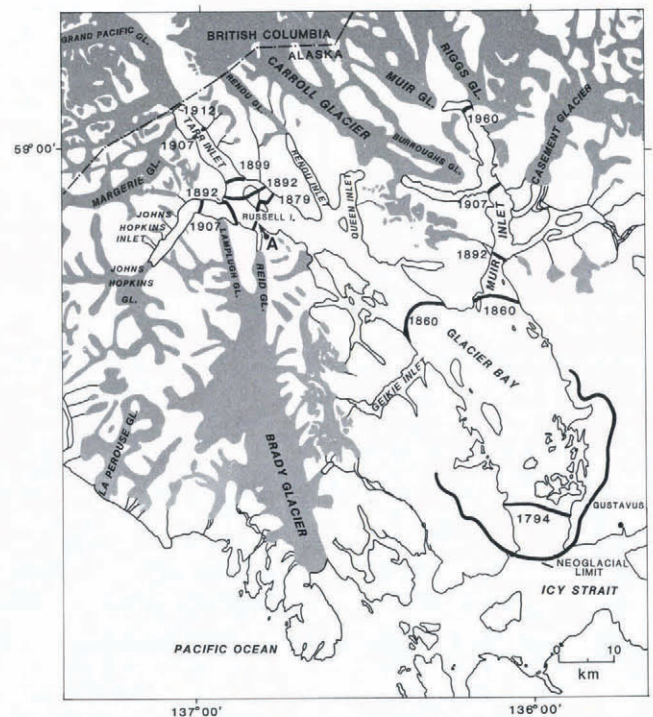 GRAND PACIFIC GL.
BRITISH COLUMBIA
ALASKA
RENDU GL.
CARROLL GLACIER
MUIR GL.
RIGGS GL.
CASEMENT GLACIER
1912
1960
59° 00'
TARR INLET
1907
BURROUGHS GL.
1899
RENDU INLET
MARGERIE GL.
1892
1892
1879
QUEEN INLET
1907
INLET
JOHNS
HOPKINS
INLET
RUSSELL I.
1907
A
LAMPLUGH GL.
REID GL.
1892
MUIR
JOHNS
HOPKINS
GL.
1860
1860
GLACIER
BAY
GEIKIE INLET
LA PEROUSE GL.
BRADY GLACIER
1794
GUSTAVUS
NEOGLACIAL
LIMIT
ICY STRAIT
PACIFIC OCEAN
0 10
km
137°00'
136°00'